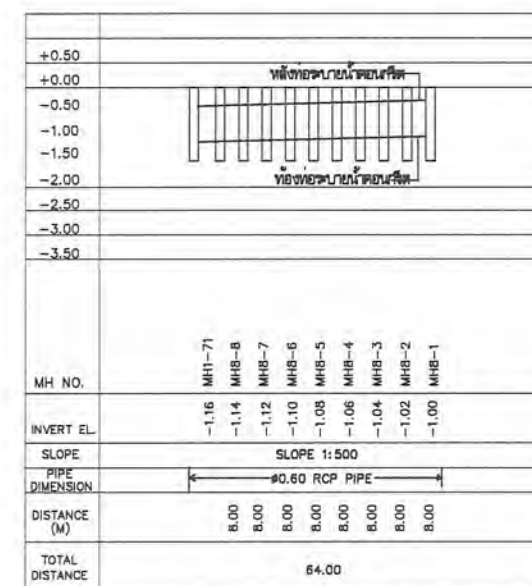 +0.50
+0.00
-0.50
-1.00
-1.50
-2.00
-2.50
-3.00
-3.50
หลังท่อระบายน้ำคอนกรีต
ท้องท่อระบายน้ำคอนกรีต
MH NO. MH1-71 MH8-8 MH8-7 MH8-6 MH8-5 MH8-4 MH8-3 MH8-2 MH8-1
INVERT EL. -1.16 -1.14 -1.12 -1.10 -1.08 -1.06 -1.04 -1.02 -1.00
SLOPE SLOPE 1:500
PIPE
DIMENSION
ø0.60 RCP PIPE
DISTANCE
(M)
8.00 8.00 8.00 8.00 8.00 8.00 8.00 8.00
TOTAL
DISTANCE
64.00